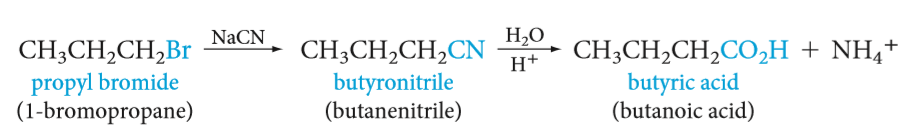 CH₃CH₂CH₂Br NaCN CH₃CH₂CH₂CN H₂O H⁺ CH₃CH₂CH₂CO₂H + NH₄⁺
propyl bromide butyronitrile butyric acid
(1-bromopropane) (butanenitrile) (butanoic acid)